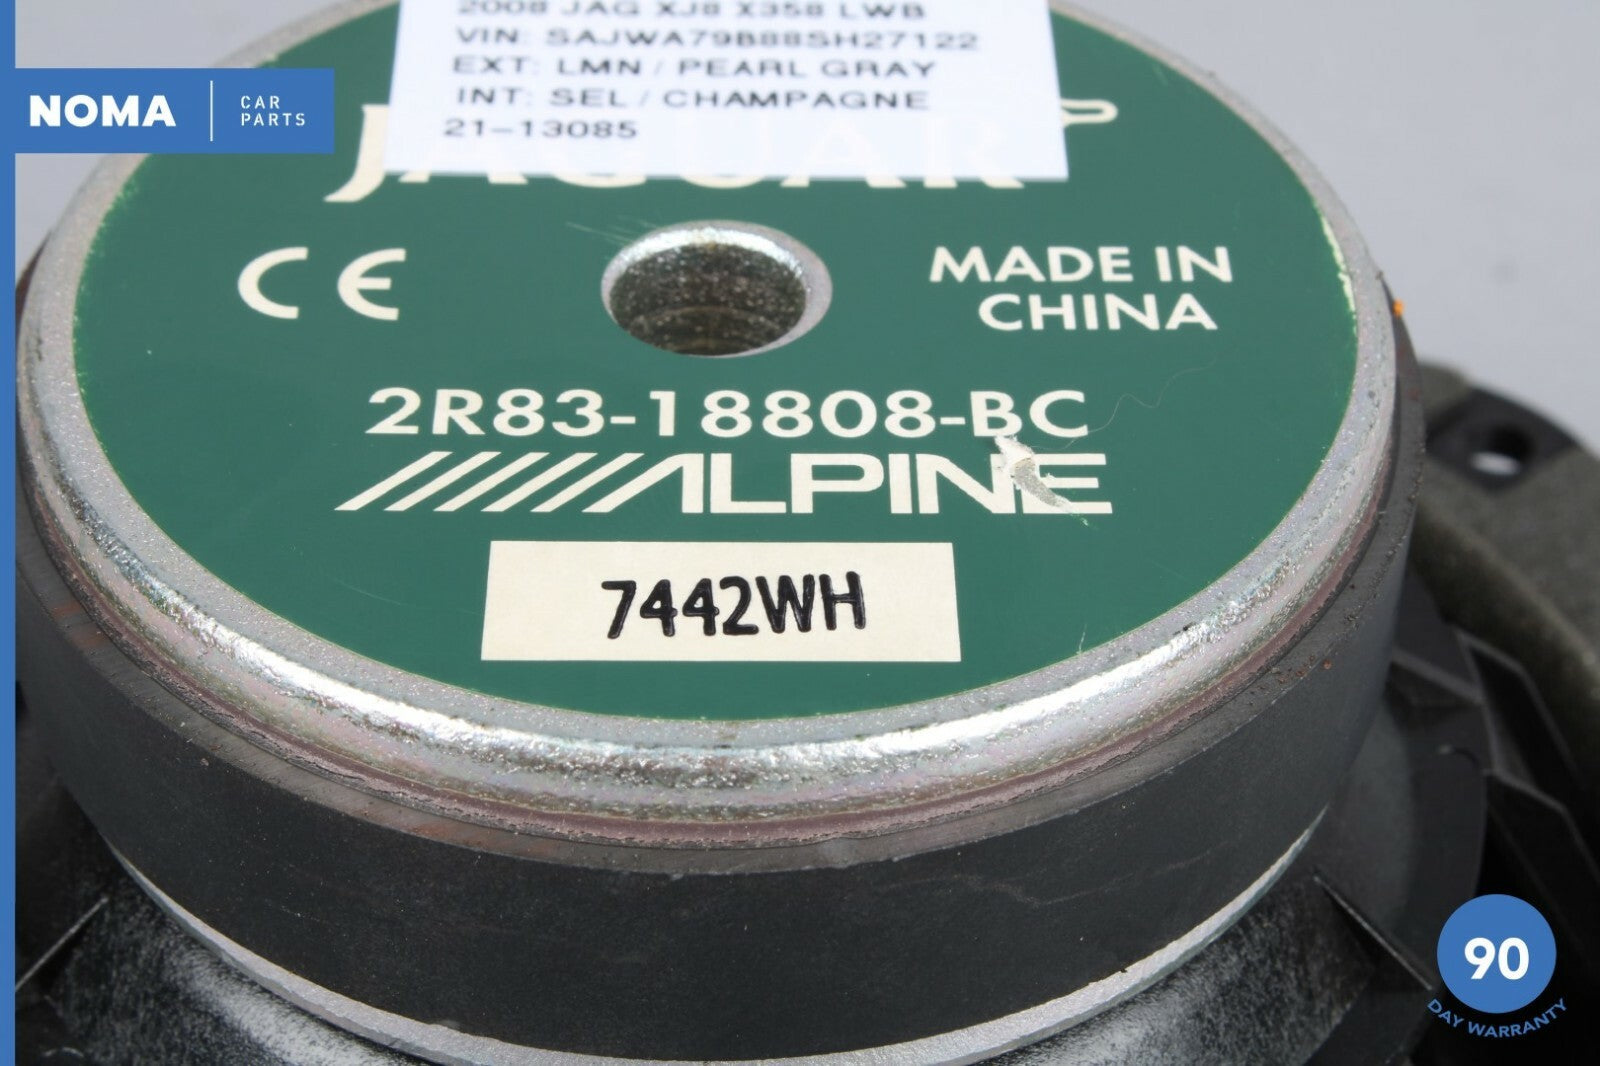 2008 JAG XJ8 X358 LWB
VIN: SAJWA79B88SH27122
EXT: LMN / PEARL GRAY
INT: SEL / CHAMPAGNE
21-13085
NOMA
CAR
PARTS
JAGUAR
CE
MADE IN
CHINA
2R83-18808-BC
ALPINE
7442WH
90
DAY WARRANTY